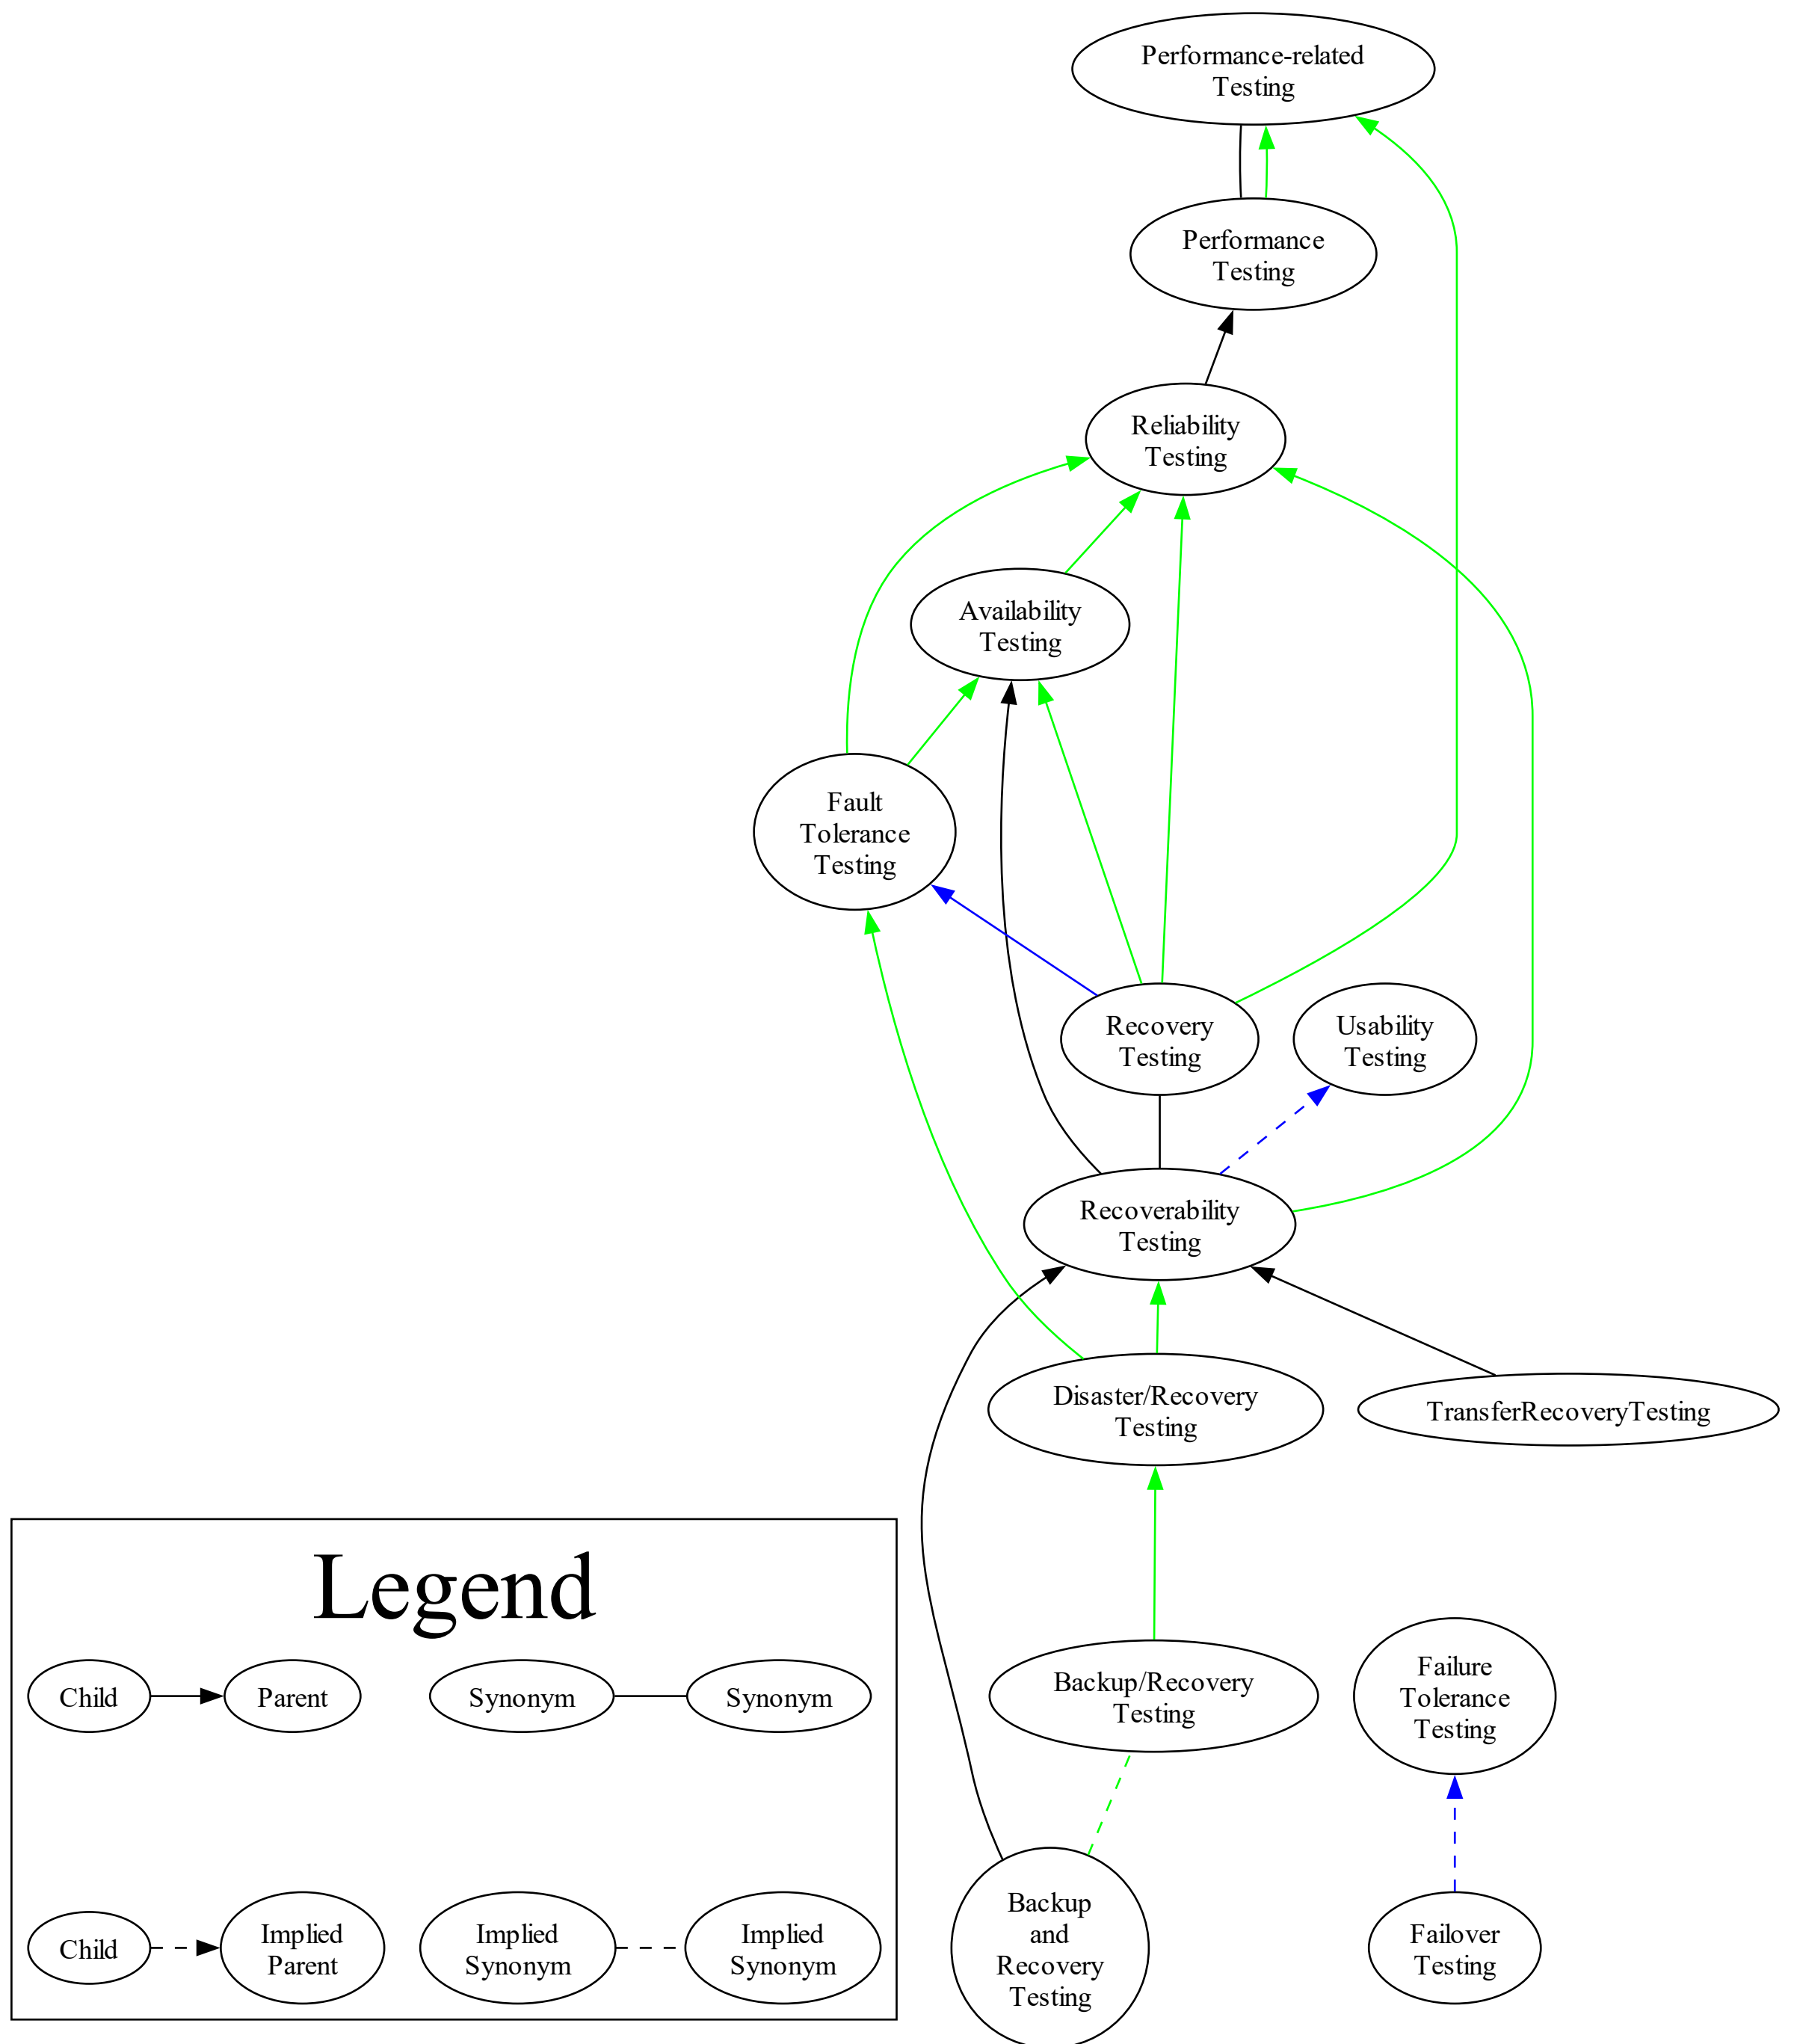 Performance-related
Testing
Performance
Testing
Reliability
Testing
Availability
Testing
Fault
Tolerance
Testing
Recovery
Testing
Usability
Testing
Recoverability
Testing
Disaster/Recovery
Testing
TransferRecoveryTesting
Legend
Child
Parent
Synonym
Synonym
Child
Implied
Parent
Implied
Synonym
Implied
Synonym
Backup/Recovery
Testing
Failure
Tolerance
Testing
Backup
and
Recovery
Testing
Failover
Testing